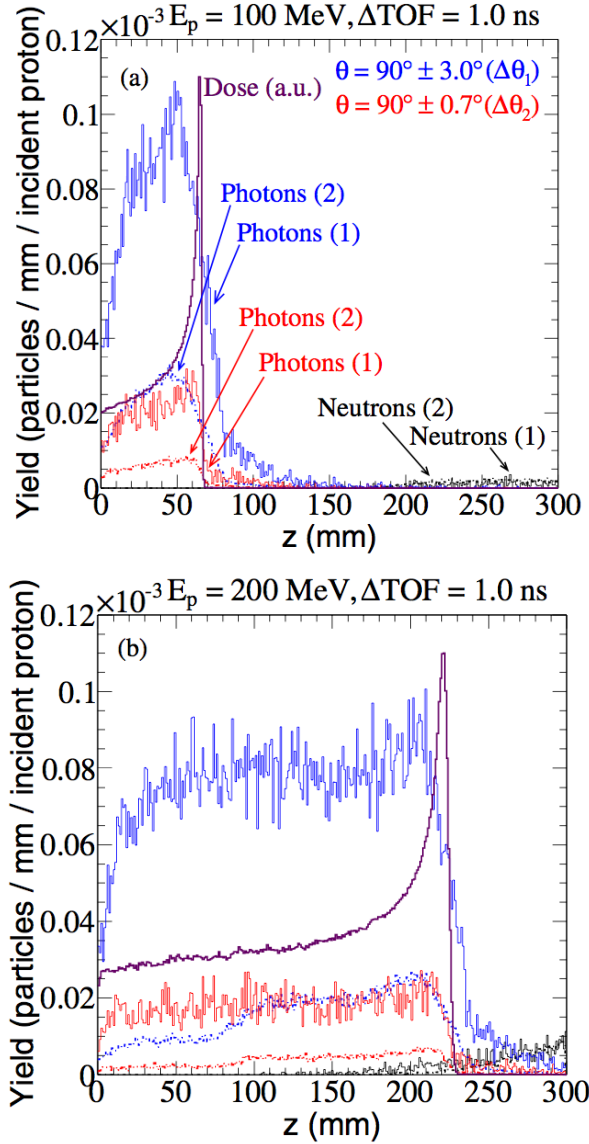 ×10⁻³ Eₚ = 100 MeV, ΔTOF = 1.0 ns
(a)
Dose (a.u.)
θ = 90° ± 3.0° (Δθ₁)
θ = 90° ± 0.7° (Δθ₂)
Photons (2)
Photons (1)
Photons (2)
Photons (1)
Neutrons (2)
Neutrons (1)
Yield (particles / mm / incident proton)
0.12
0.1
0.08
0.06
0.04
0.02
0
0 50 100 150 200 250 300
z (mm)
×10⁻³ Eₚ = 200 MeV, ΔTOF = 1.0 ns
(b)
Yield (particles / mm / incident proton)
0.12
0.1
0.08
0.06
0.04
0.02
0
0 50 100 150 200 250 300
z (mm)